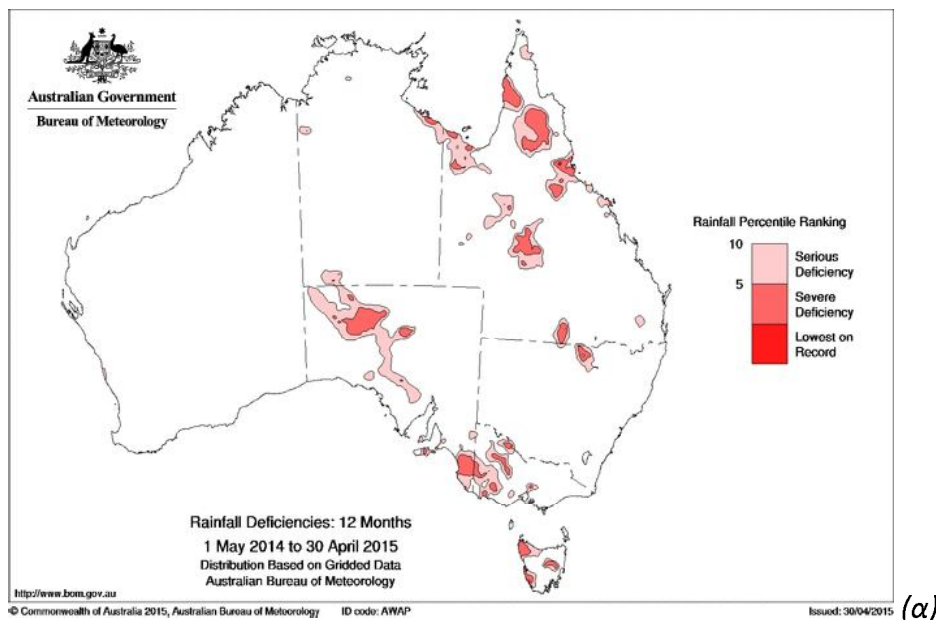 Australian Government
Bureau of Meteorology
Rainfall Percentile Ranking
10
Serious
Deficiency
5
Severe
Deficiency
Lowest on
Record
Rainfall Deficiencies: 12 Months
1 May 2014 to 30 April 2015
Distribution Based on Gridded Data
Australian Bureau of Meteorology
http://www.bom.gov.au
© Commonwealth of Australia 2015, Australian Bureau of Meteorology ID code: AWAP Issued: 30/04/2015
(α)